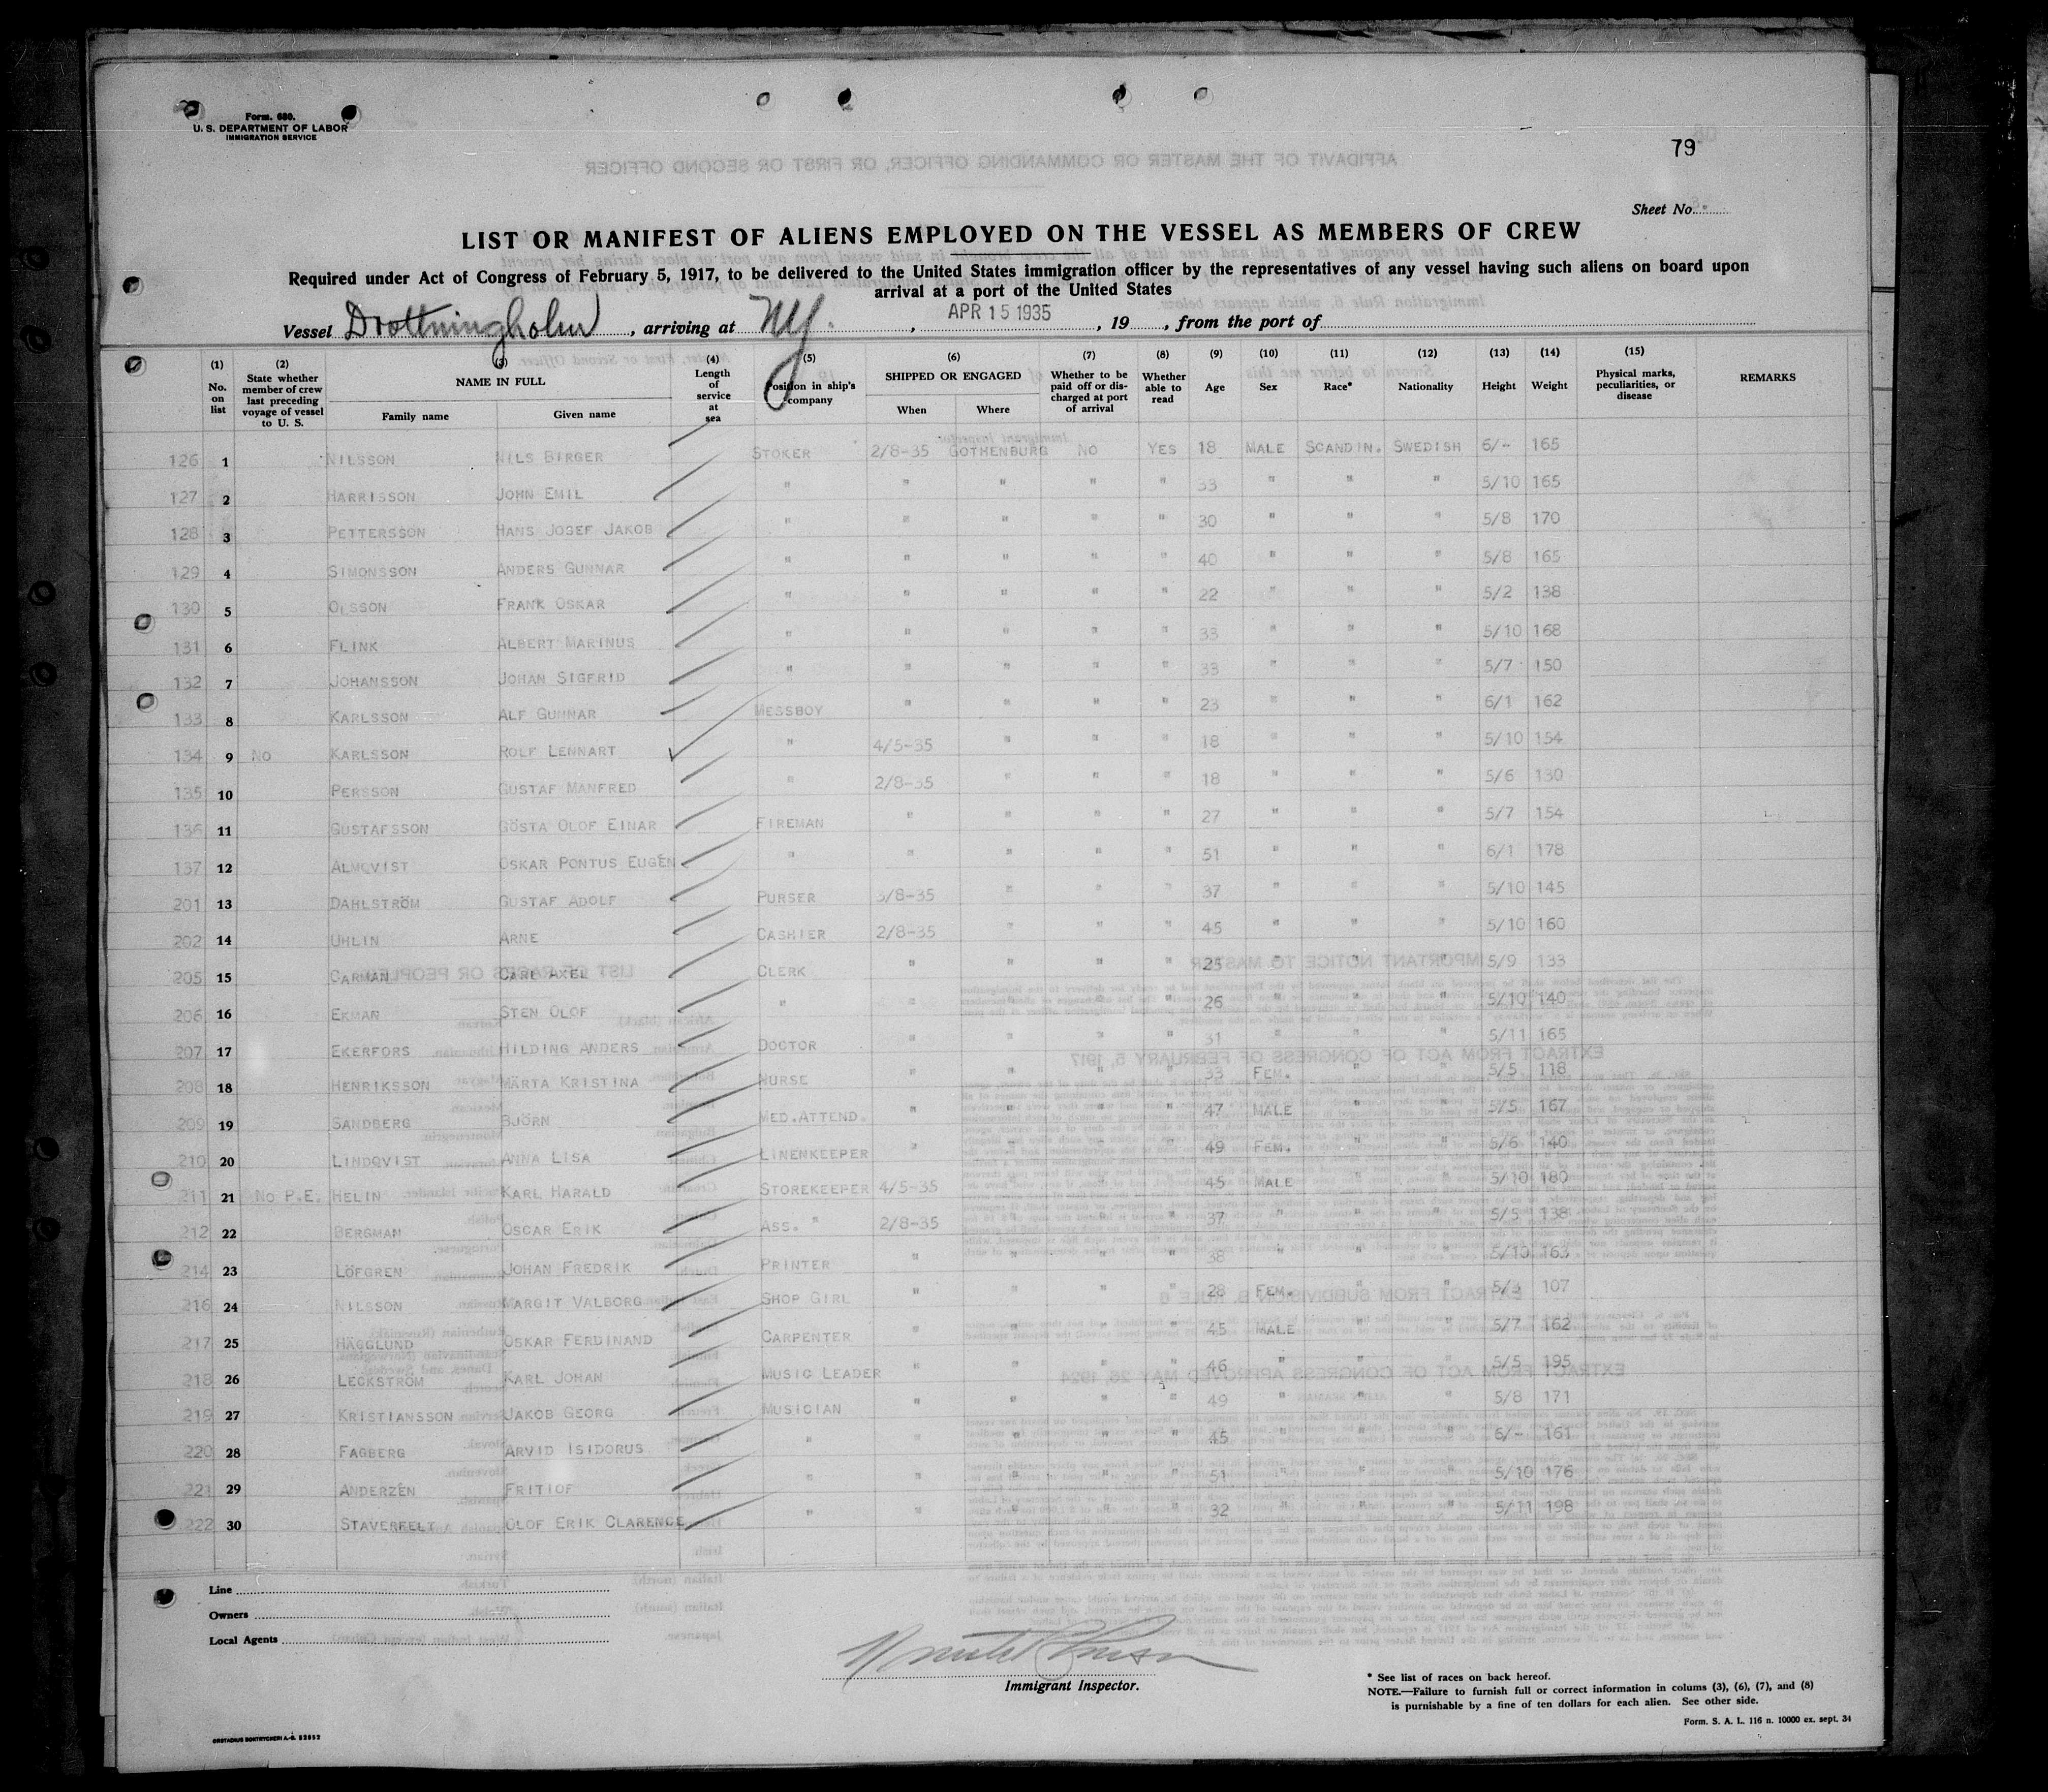 Form. 680.
U. S. DEPARTMENT OF LABOR
IMMIGRATION SERVICE
79
Sheet No.
LIST OR MANIFEST OF ALIENS EMPLOYED ON THE VESSEL AS MEMBERS OF CREW
Required under Act of Congress of February 5, 1917, to be delivered to the United States immigration officer by the representatives of any vessel having such aliens on board upon
arrival at a port of the United States
Vessel Drottningholm, arriving at NY., APR 15 1935, 19, from the port of
(1) No. on list
(2) State whether member of crew last preceding voyage of vessel to U. S.
(3) NAME IN FULL Family name Given name
(4) Length of service at sea
(5) Position in ship's company
(6) SHIPPED OR ENGAGED When Where
(7) Whether to be paid off or discharged at port of arrival
(8) Whether able to read
(9) Age
(10) Sex
(11) Race*
(12) Nationality
(13) Height
(14) Weight
(15) Physical marks, peculiarities, or disease
REMARKS
126 1 NILSSON NILS BIRGER STOKER 2/8-35 GOTHENBURG NO YES 18 MALE SCANDIN. SWEDISH 6/- 165
127 2 HARRISSON JOHN EMIL " " " " " 33 " " " 5/10 165
128 3 PETTERSSON HANS JOSEF JAKOB " " " " " 30 " " " 5/8 170
129 4 SIMONSSON ANDERS GUNNAR " " " " " 40 " " " 5/8 165
130 5 OLSSON FRANK OSKAR " " " " " 22 " " " 5/2 138
131 6 FLINK ALBERT MARINUS " " " " " 33 " " " 5/10 168
132 7 JOHANSSON JOHAN SIGFRID " " " " " 33 " " " 5/7 150
133 8 KARLSSON ALF GUNNAR MESSBOY " " " " 23 " " " 6/1 162
134 9 NO KARLSSON ROLF LENNART " 4/5-35 " " " 18 " " " 5/10 154
135 10 PERSSON GUSTAF MANFRED " 2/8-35 " " " 18 " " " 5/6 130
136 11 GUSTAFSSON GÖSTA OLOF EINAR FIREMAN " " " " 27 " " " 5/7 154
137 12 ALMQVIST OSKAR PONTUS EUGÉN " " " " " 51 " " " 6/1 178
201 13 DAHLSTRÖM GUSTAF ADOLF PURSER 3/8-35 " " " 37 " " " 5/10 145
202 14 UHLIN ARNE CASHIER 2/8-35 " " " 45 " " " 5/10 160
205 15 CARMAN CARL AXEL CLERK " " " " 25 " " " 5/9 133
206 16 EKMAN STEN OLOF " " " " " 26 " " " 5/10 140
207 17 EKERFORS HILDING ANDERS DOCTOR " " " " 31 " " " 5/11 165
208 18 HENRIKSSON MÄRTA KRISTINA NURSE " " " " 33 FEM. " " 5/5 118
209 19 SANDBERG BJÖRN MED.ATTEND. " " " " 47 MALE " " 5/5 167
210 20 LINDQVIST ANNA LISA LINENKEEPER " " " " 49 FEM. " " 5/6 140
211 21 NO P.E. HELIN KARL HARALD STOREKEEPER 4/5-35 " " " 45 MALE " " 5/10 180
212 22 BERGMAN OSCAR ERIK ASS. " 2/8-35 " " " 37 " " " 5/5 138
214 23 LÖFGREN JOHAN FREDRIK PRINTER " " " " 38 " " " 5/10 163
216 24 NILSSON MARGIT VALBORG SHOP GIRL " " " " 28 FEM. " " 107
217 25 HÄGGLUND OSKAR FERDINAND CARPENTER " " " " 45 MALE " " 5/7 162
218 26 LECKSTRÖM KARL JOHAN MUSIC LEADER " " " " 46 " " " 5/5 195
219 27 KRISTIANSSON JAKOB GEORG MUSICIAN " " " " 49 " " " 5/8 171
220 28 FAGBERG ARVID ISIDORUS " " " " " 45 " " " 6/- 161
221 29 ANDERZÉN FRITIOF " " " " " 51 " " " 5/10 176
222 30 STAVERFELT OLOF ERIK CLARENCE " " " " " 32 " " " 5/11 198
Line
Owners
Local Agents
Immigrant Inspector.
* See list of races on back hereof.
NOTE.—Failure to furnish full or correct information in colums (3), (6), (7), and (8)
is purnishable by a fine of ten dollars for each alien. See other side.
Form. S. A. L. 116 n. 10000 ex. sept. 34